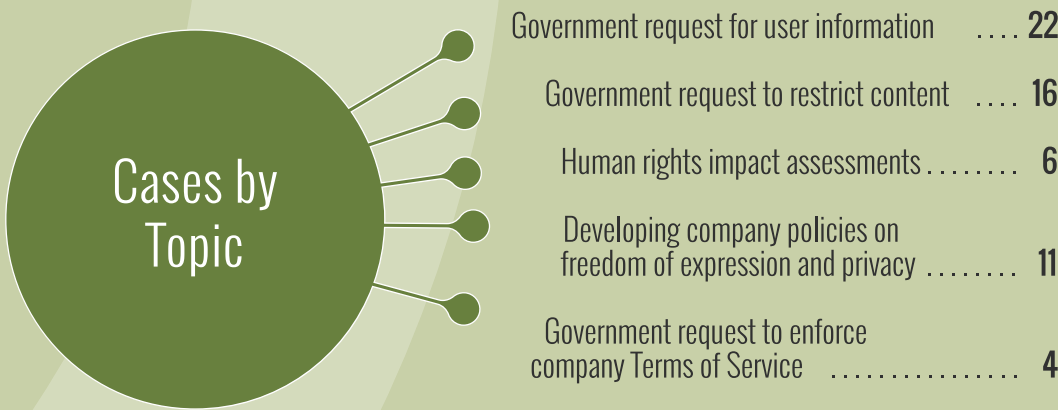 Cases by
Topic
Government request for user information .... 22
Government request to restrict content .... 16
Human rights impact assessments ........ 6
Developing company policies on
freedom of expression and privacy ........ 11
Government request to enforce
company Terms of Service ................ 4